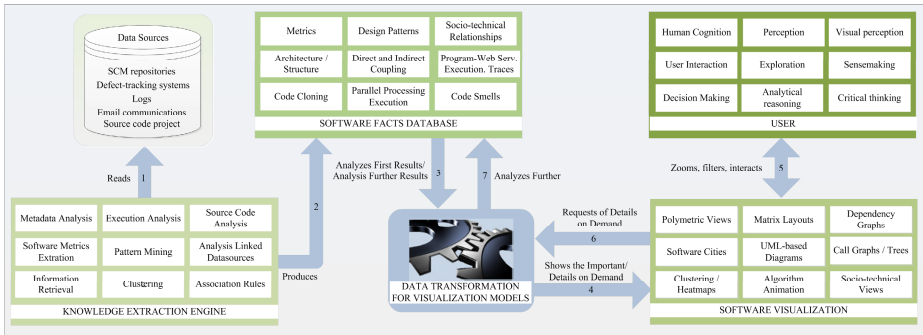 Data Sources
SCM repositories
Defect-tracking systems
Logs
Email communications
Source code project
Metrics
Design Patterns
Socio-technical
Relationships
Architecture /
Structure
Direct and Indirect
Coupling
Program-Web Serv.
Execution. Traces
Code Cloning
Parallel Processing
Execution
Code Smells
SOFTWARE FACTS DATABASE
Human Cognition
Perception
Visual perception
User Interaction
Exploration
Sensemaking
Decision Making
Analytical
reasoning
Critical thinking
USER
Reads
1
2
Produces
Analyzes First Results/
Analysis Further Results
3
7
Analyzes Further
Zooms, filters, interacts
5
Metadata Analysis
Execution Analysis
Source Code
Analysis
Software Metrics
Extration
Pattern Mining
Analysis Linked
Datasources
Information
Retrieval
Clustering
Association Rules
KNOWLEDGE EXTRACTION ENGINE
DATA TRANSFORMATION
FOR VISUALIZATION MODELS
Requests of Details
on Demand
6
Shows the Important/
Details on Demand
4
Polymetric Views
Matrix Layouts
Dependency
Graphs
Software Cities
UML-based
Diagrams
Call Graphs / Trees
Clustering /
Heatmaps
Algorithm
Animation
Socio-technical
Views
SOFTWARE VISUALIZATION